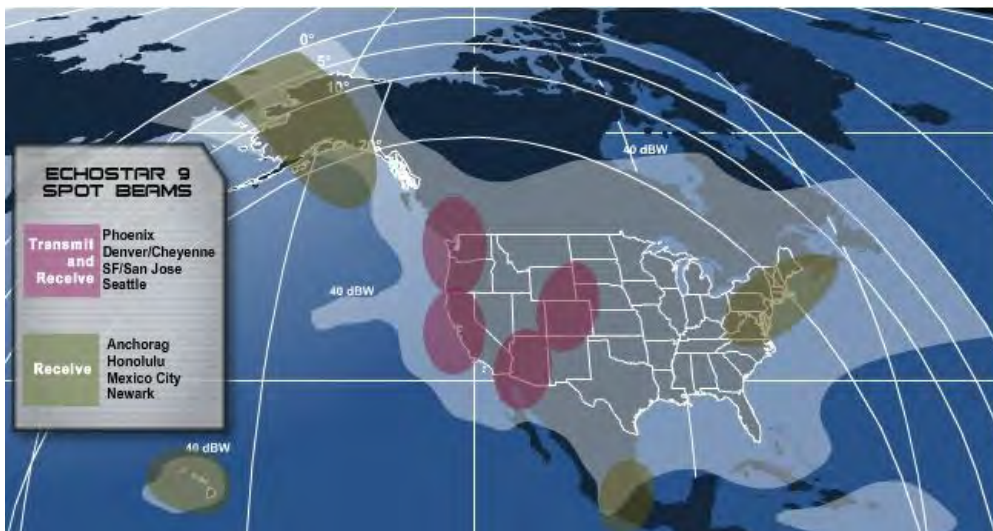 0°
5°
10°
20°
40 dBW
ECHOSTAR 9
SPOT BEAMS
Transmit
and
Receive
Phoenix
Denver/Cheyenne
SF/San Jose
Seattle
40 dBW
Receive
Anchorag
Honolulu
Mexico City
Newark
40 dBW